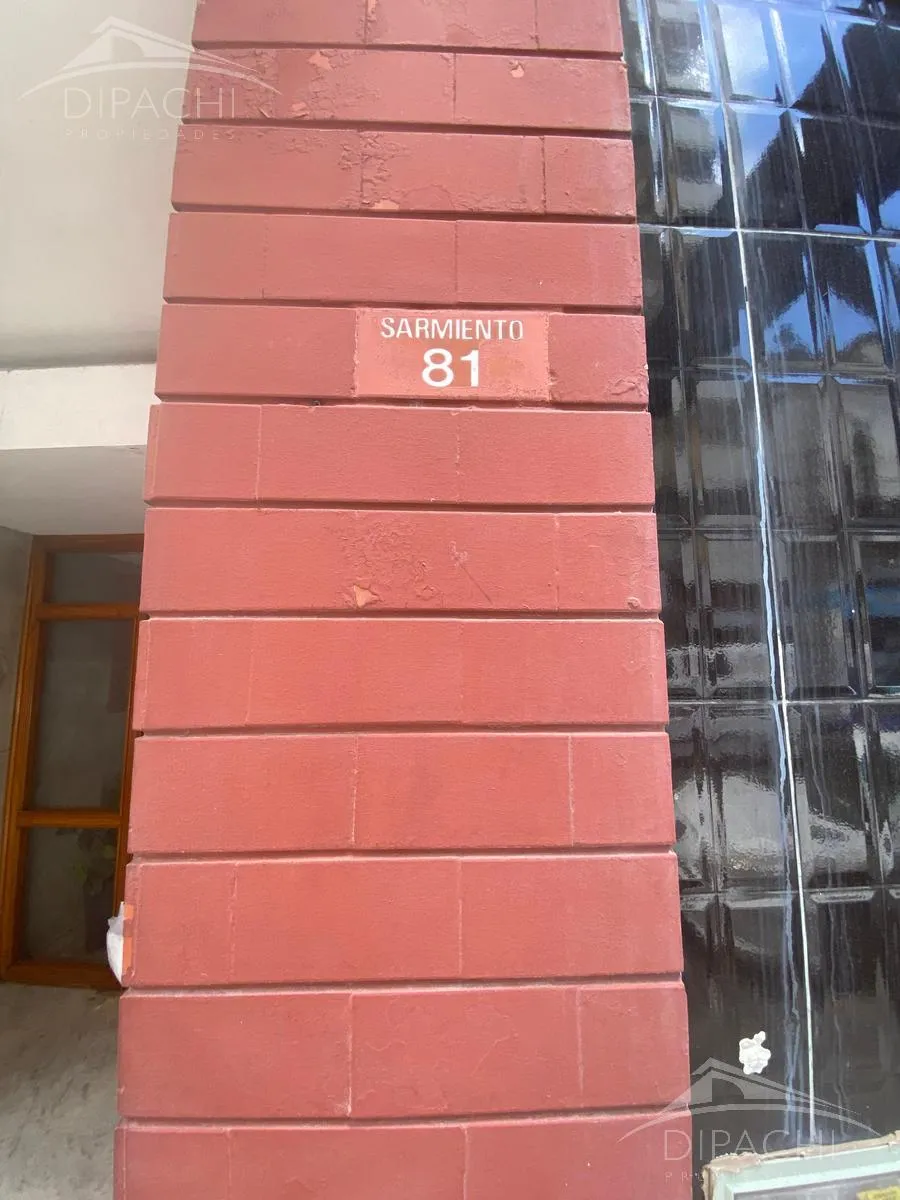 DIPACHI
PROPIEDADES
SARMIENTO
81
DIPACHI